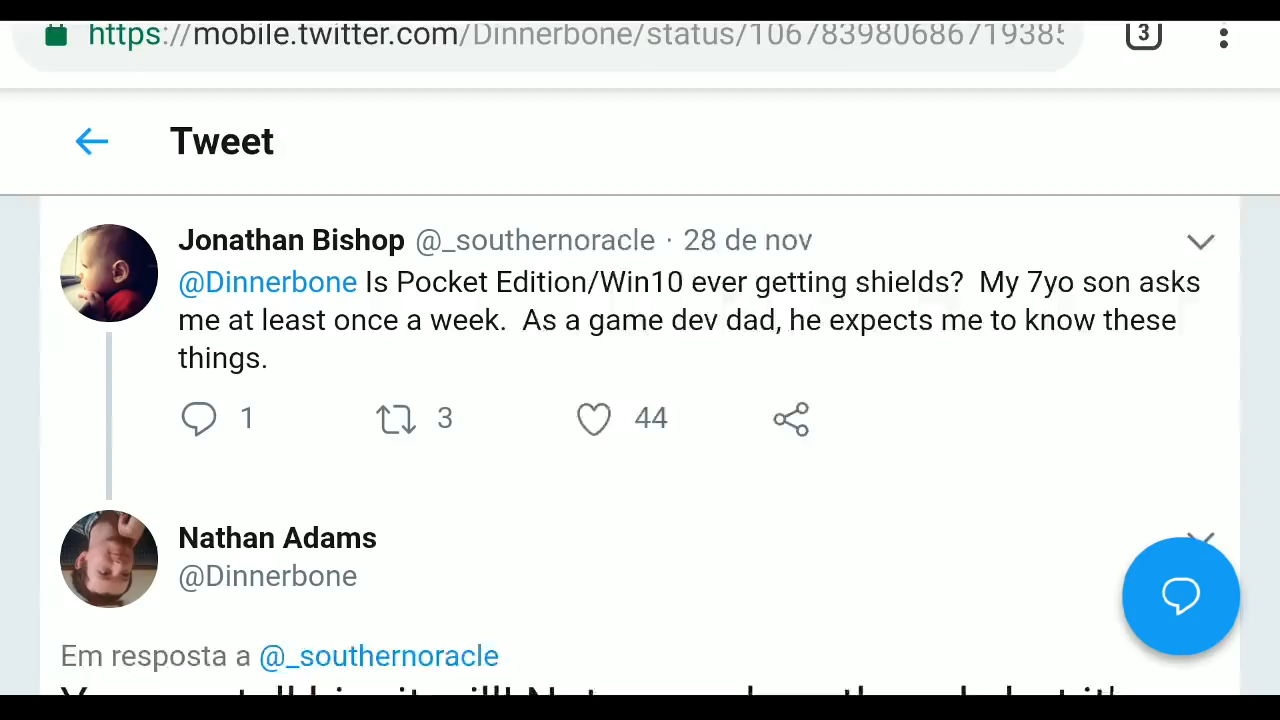 https://mobile.twitter.com/Dinnerbone/status/10678398068671938
3
Tweet
Jonathan Bishop @_southernoracle · 28 de nov
@Dinnerbone Is Pocket Edition/Win10 ever getting shields?  My 7yo son asks
me at least once a week.  As a game dev dad, he expects me to know these
things.
1 3 44
Nathan Adams
@Dinnerbone
Em resposta a @_southernoracle